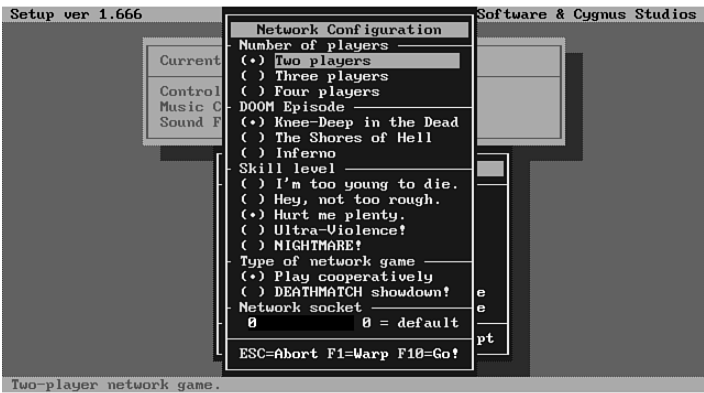 Setup ver 1.666
Software & Cygnus Studios
Current
Control
Music C
Sound F
Network Configuration
Number of players
(•) Two players
( ) Three players
( ) Four players
DOOM Episode
(•) Knee-Deep in the Dead
( ) The Shores of Hell
( ) Inferno
Skill level
( ) I'm too young to die.
( ) Hey, not too rough.
(•) Hurt me plenty.
( ) Ultra-Violence!
( ) NIGHTMARE!
Type of network game
(•) Play cooperatively
( ) DEATHMATCH showdown!
e
Network socket
e
0 0 = default
pt
ESC=Abort F1=Warp F10=Go!
Two-player network game.